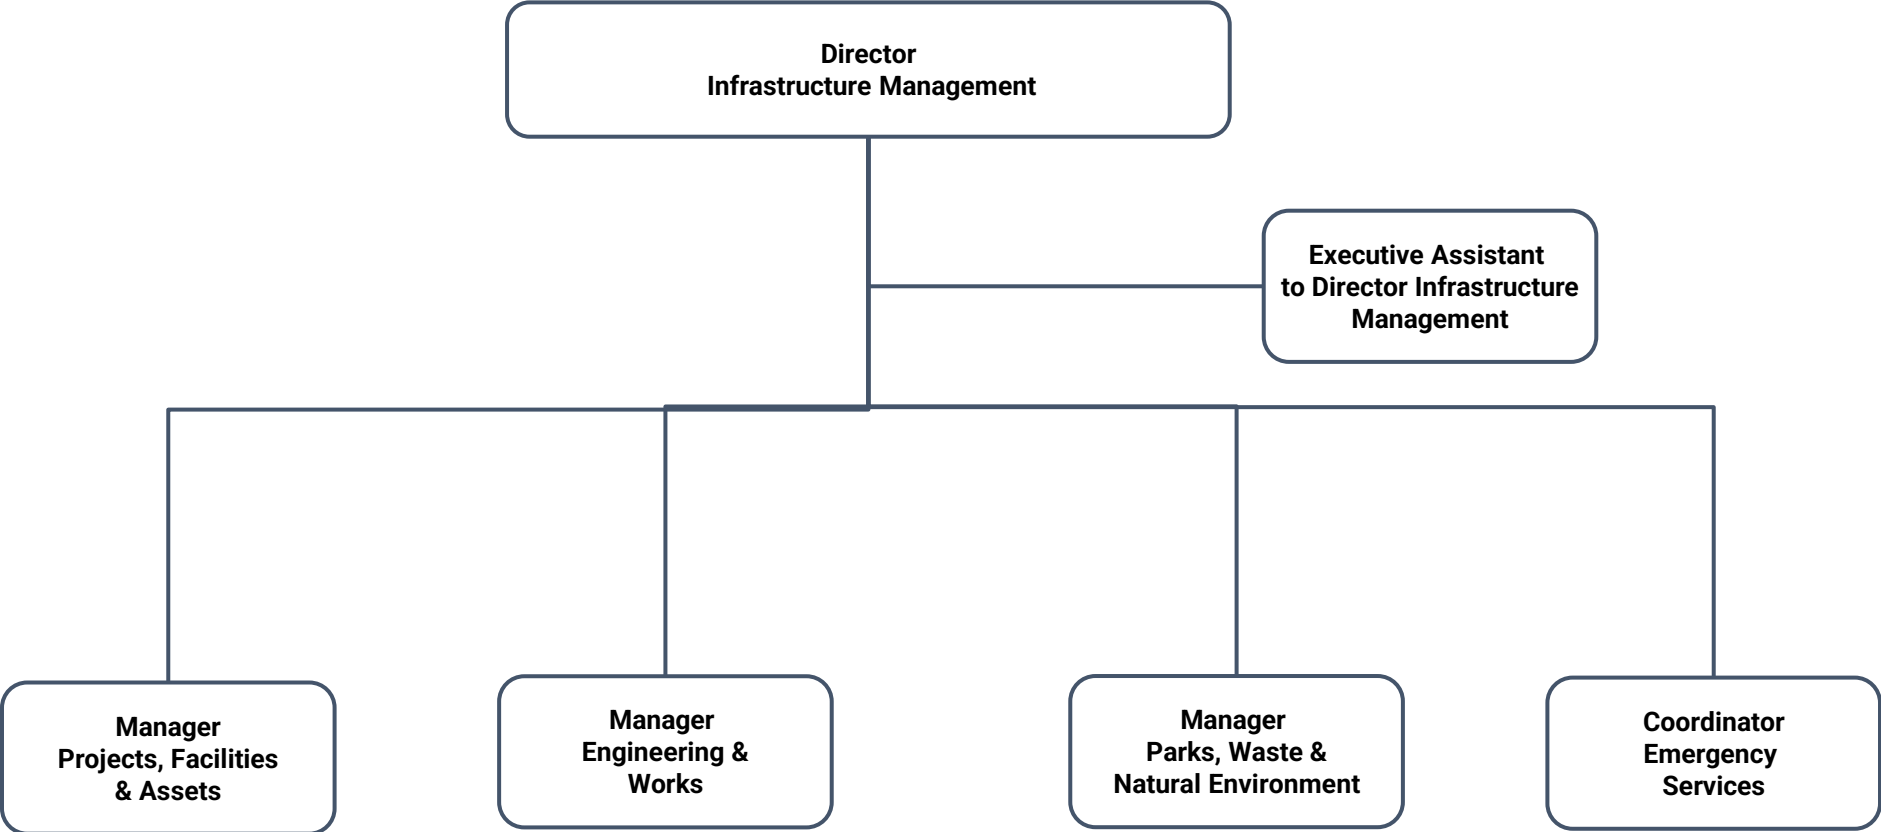 Director
Infrastructure Management
Executive Assistant
to Director Infrastructure
Management
Manager
Projects, Facilities
& Assets
Manager
Engineering &
Works
Manager
Parks, Waste &
Natural Environment
Coordinator
Emergency
Services